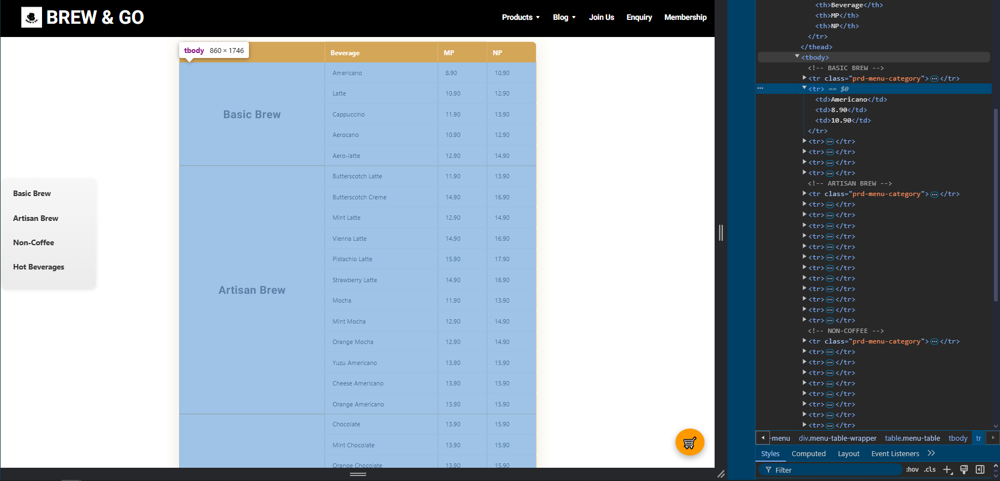 BREW & GO
Products
Blog
Join Us
Enquiry
Membership
tbody 860 × 1746
Beverage MP NP
Basic Brew
Americano 8.90 10.90
Latte 10.90 12.90
Cappuccino 11.90 13.90
Aerocano 10.90 12.90
Aero-latte 12.90 14.90
Artisan Brew
Butterscotch Latte 11.90 13.90
Butterscotch Creme 14.90 16.90
Mint Latte 12.90 14.90
Vienna Latte 14.90 16.90
Pistachio Latte 15.90 17.90
Strawberry Latte 14.90 16.90
Mocha 11.90 13.90
Mint Mocha 12.90 14.90
Orange Mocha 12.90 14.90
Yuzu Americano 13.90 15.90
Cheese Americano 13.90 15.90
Orange Americano 13.90 15.90
Chocolate 13.90 15.90
Mint Chocolate 13.90 15.90
Orange Chocolate 13.90 15.90
Basic Brew
Artisan Brew
Non-Coffee
Hot Beverages
<th>Beverage</th>
<th>MP</th>
<th>NP</th>
</tr>
</thead>
<tbody>
<!-- BASIC BREW -->
<tr class="prd-menu-category">…</tr>
… <tr> == $0
<td>Americano</td>
<td>8.90</td>
<td>10.90</td>
</tr>
<tr>…</tr>
<tr>…</tr>
<tr>…</tr>
<tr>…</tr>
<!-- ARTISAN BREW -->
<tr class="prd-menu-category">…</tr>
<tr>…</tr>
<tr>…</tr>
<tr>…</tr>
<tr>…</tr>
<tr>…</tr>
<tr>…</tr>
<tr>…</tr>
<tr>…</tr>
<tr>…</tr>
<tr>…</tr>
<tr>…</tr>
<tr>…</tr>
<!-- NON-COFFEE -->
<tr class="prd-menu-category">…</tr>
<tr>…</tr>
<tr>…</tr>
<tr>…</tr>
<tr>…</tr>
<tr>…</tr>
<tr>…</tr>
<tr>…</tr>
<tr>…</tr>
-menu div.menu-table-wrapper table.menu-table tbody tr
Styles Computed Layout Event Listeners
Filter :hov .cls